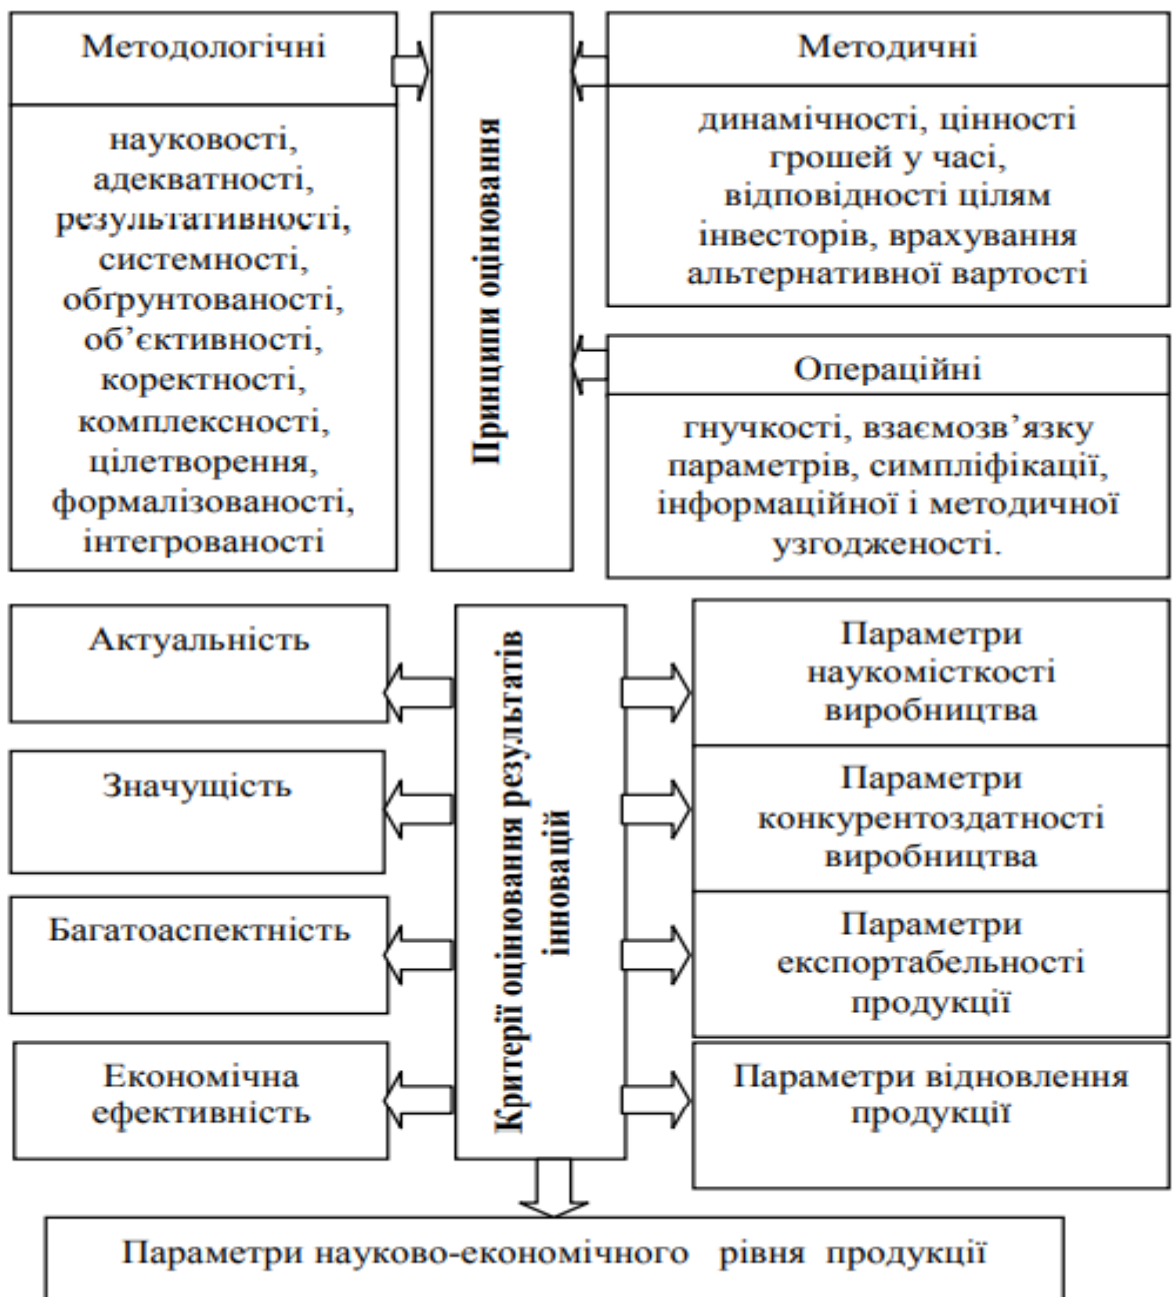 Методологічні
науковості,
адекватності,
результативності,
системності,
обґрунтованості,
об’єктивності,
коректності,
комплексності,
цілетворення,
формалізованості,
інтегрованості
Принципи оцінювання
Методичні
динамічності, цінності
грошей у часі,
відповідності цілям
інвесторів, врахування
альтернативної вартості
Операційні
гнучкості, взаємозв’язку
параметрів, симпліфікації,
інформаційної і методичної
узгодженості.
Актуальність
Значущість
Багатоаспектність
Економічна
ефективність
Критерії оцінювання результатів
інновацій
Параметри
наукомісткості
виробництва
Параметри
конкурентоздатності
виробництва
Параметри
експортабельності
продукції
Параметри відновлення
продукції
Параметри науково-економічного рівня продукції